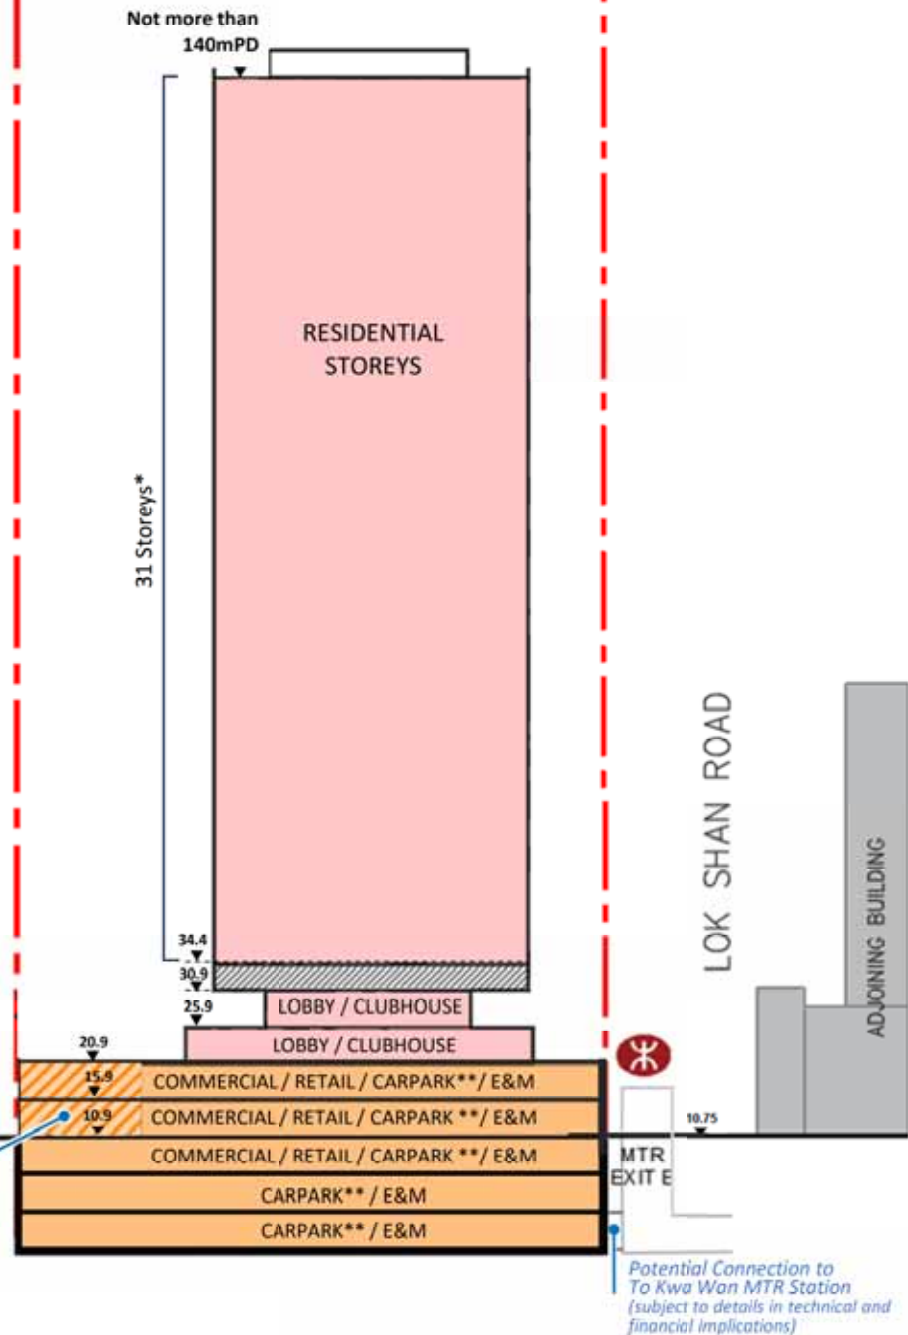 Not more than
140mPD
RESIDENTIAL
STOREYS
31 Storeys*
34.4
30.9
25.9
LOBBY / CLUBHOUSE
LOBBY / CLUBHOUSE
20.9
15.9
COMMERCIAL / RETAIL / CARPARK**/ E&M
10.9
COMMERCIAL / RETAIL / CARPARK **/ E&M
COMMERCIAL / RETAIL / CARPARK **/ E&M
CARPARK** / E&M
CARPARK** / E&M
LOK SHAN ROAD
ADJOINING BUILDING
10.75
MTR
EXIT E
Potential Connection to
To Kwa Wan MTR Station
(subject to details in technical and
financial implications)